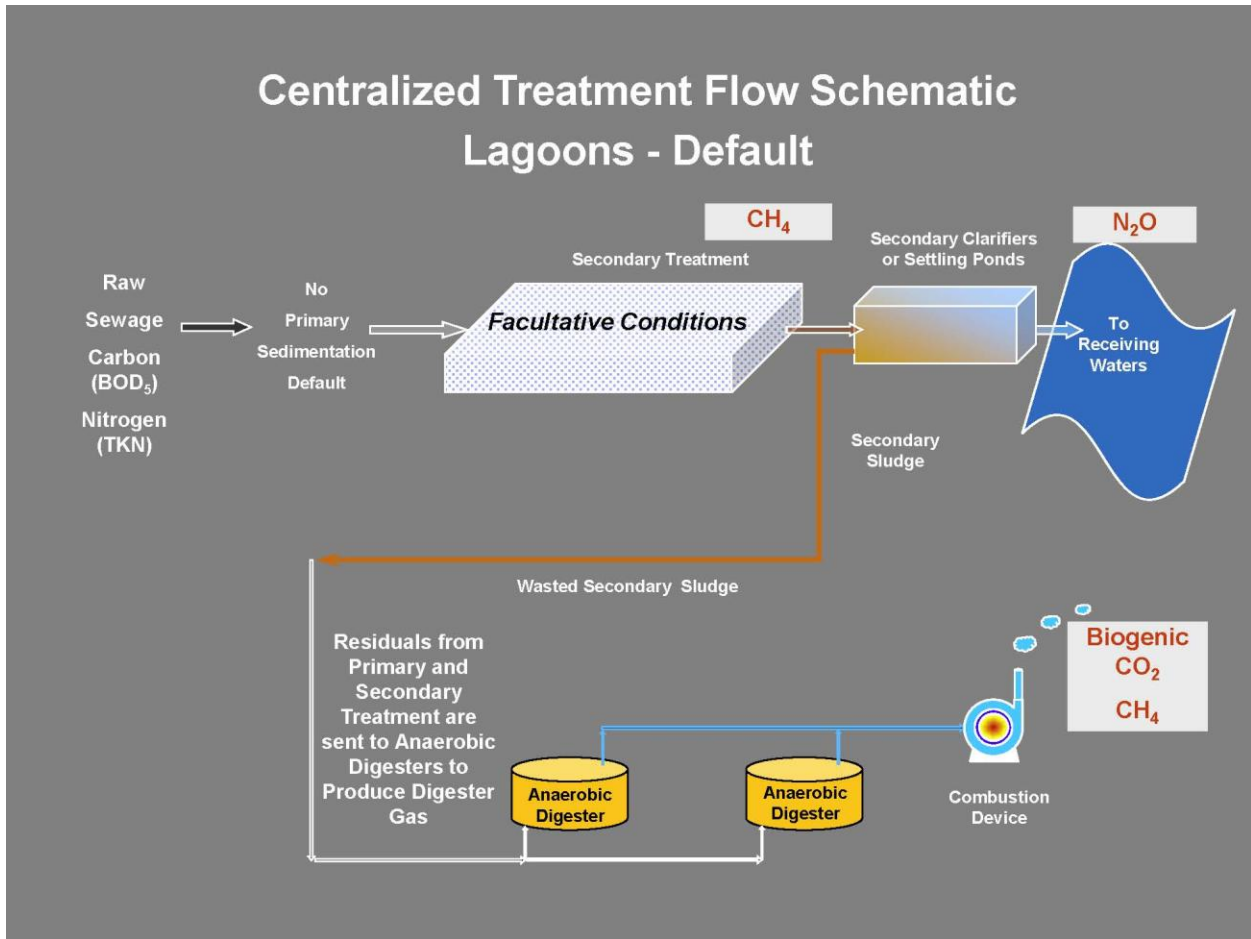 Centralized Treatment Flow Schematic
Lagoons - Default
CH₄
N₂O
Secondary Treatment
Secondary Clarifiers
or Settling Ponds
Raw
Sewage
Carbon
(BOD₅)
Nitrogen
(TKN)
No
Primary
Sedimentation
Default
Facultative Conditions
To
Receiving
Waters
Secondary
Sludge
Wasted Secondary Sludge
Residuals from
Primary and
Secondary
Treatment are
sent to Anaerobic
Digesters to
Produce Digester
Gas
Anaerobic
Digester
Anaerobic
Digester
Combustion
Device
Biogenic
CO₂
CH₄